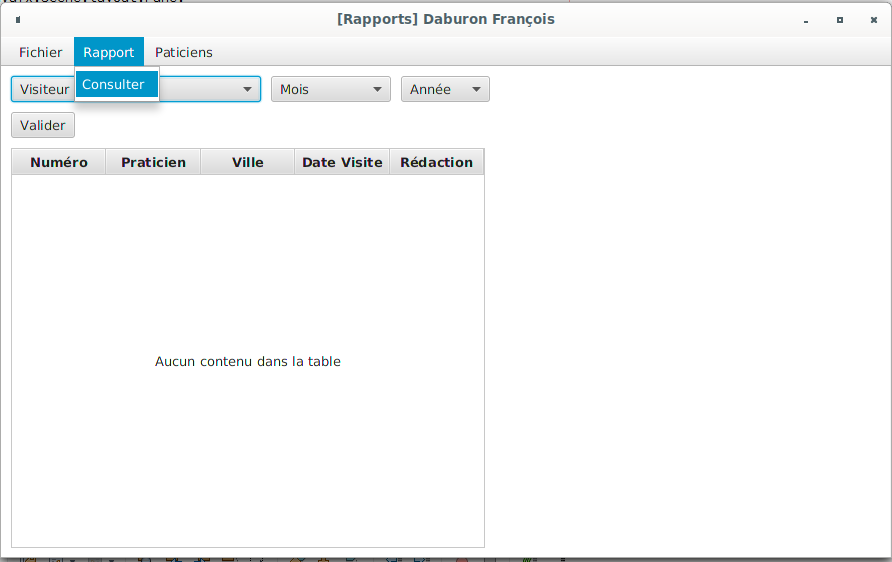 [Rapports] Daburon François
Fichier Rapport Paticiens
Consulter
Visiteur Mois Année
Valider
Numéro Praticien Ville Date Visite Rédaction
Aucun contenu dans la table